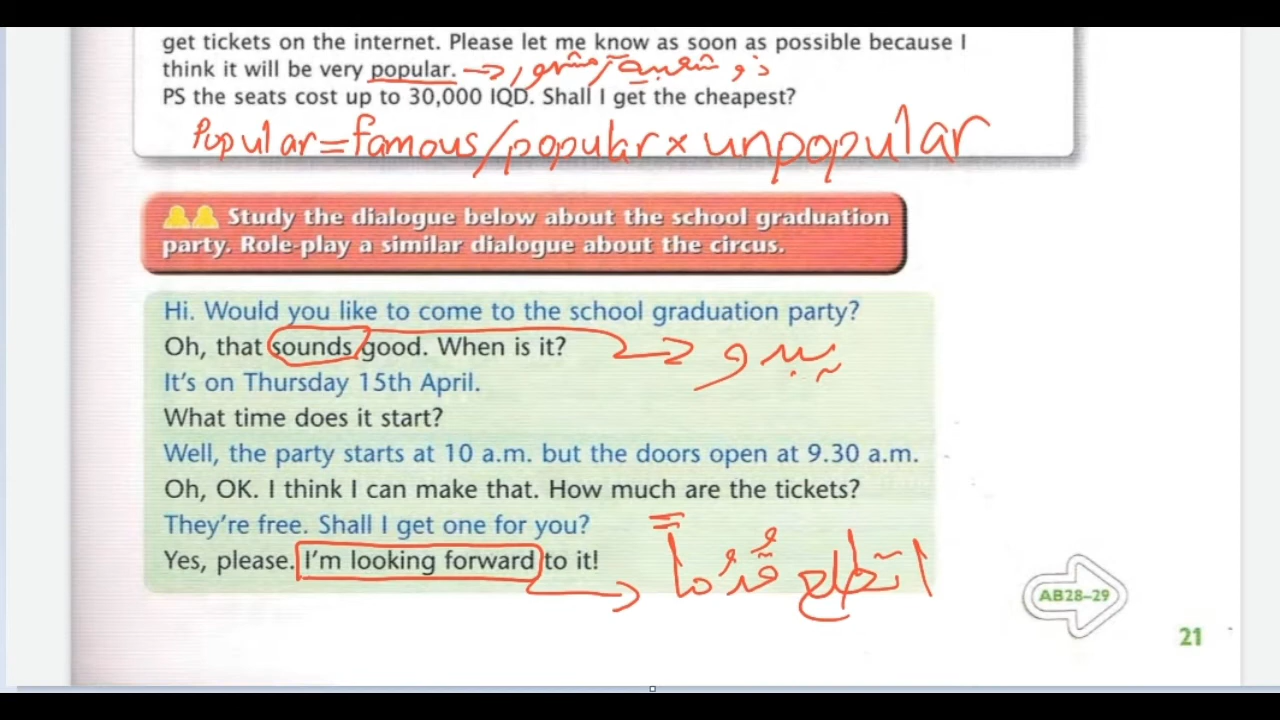 get tickets on the internet. Please let me know as soon as possible because I
think it will be very popular. ذو شعبية / مشهور
PS the seats cost up to 30,000 IQD. Shall I get the cheapest?
Popular = famous / popular × unpopular
Study the dialogue below about the school graduation
party. Role-play a similar dialogue about the circus.
Hi. Would you like to come to the school graduation party?
Oh, that sounds good. When is it? يبدو
It's on Thursday 15th April.
What time does it start?
Well, the party starts at 10 a.m. but the doors open at 9.30 a.m.
Oh, OK. I think I can make that. How much are the tickets?
They're free. Shall I get one for you?
Yes, please. I'm looking forward to it! اتطلع قُدُماً
AB28–29
21